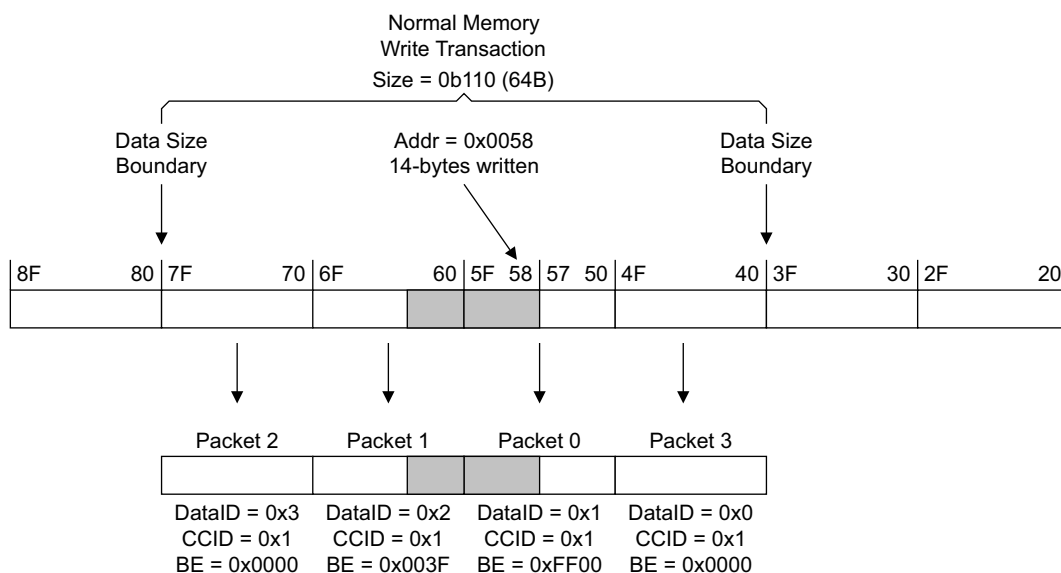 Normal Memory
Write Transaction
Size = 0b110 (64B)
Data Size
Boundary
Addr = 0x0058
14-bytes written
Data Size
Boundary
8F 80 7F 70 6F 60 5F 58 57 50 4F 40 3F 30 2F 20
Packet 2 Packet 1 Packet 0 Packet 3
DataID = 0x3 DataID = 0x2 DataID = 0x1 DataID = 0x0
CCID = 0x1 CCID = 0x1 CCID = 0x1 CCID = 0x1
BE = 0x0000 BE = 0x003F BE = 0xFF00 BE = 0x0000